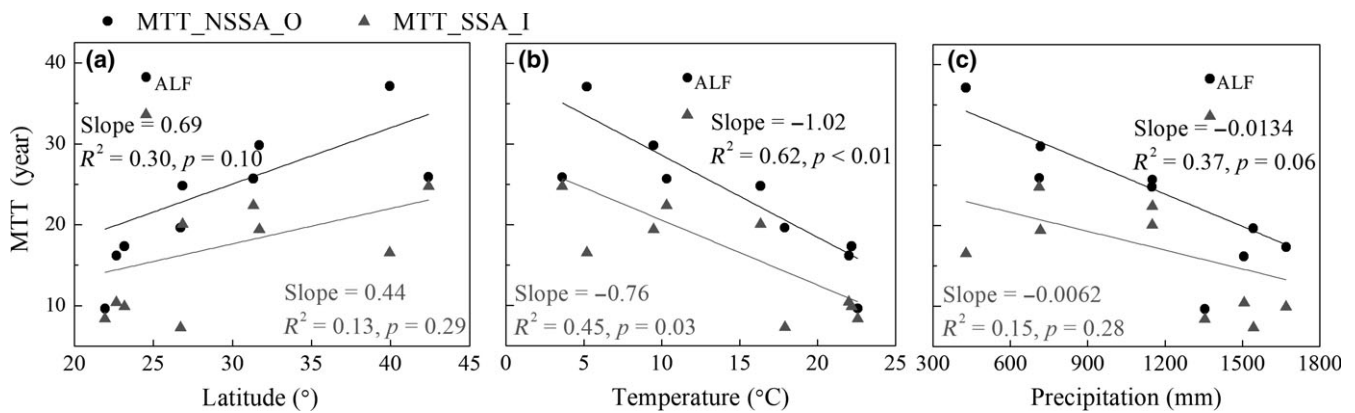 ● MTT_NSSA_O ▲ MTT_SSA_I
MTT (year)
40
30
20
10
(a)
ALF
Slope = 0.69
R² = 0.30, p = 0.10
Slope = 0.44
R² = 0.13, p = 0.29
20 25 30 35 40 45
Latitude (°)
(b)
ALF
Slope = −1.02
R² = 0.62, p < 0.01
Slope = −0.76
R² = 0.45, p = 0.03
0 5 10 15 20 25
Temperature (°C)
(c)
ALF
Slope = −0.0134
R² = 0.37, p = 0.06
Slope = −0.0062
R² = 0.15, p = 0.28
300 600 900 1200 1500 1800
Precipitation (mm)